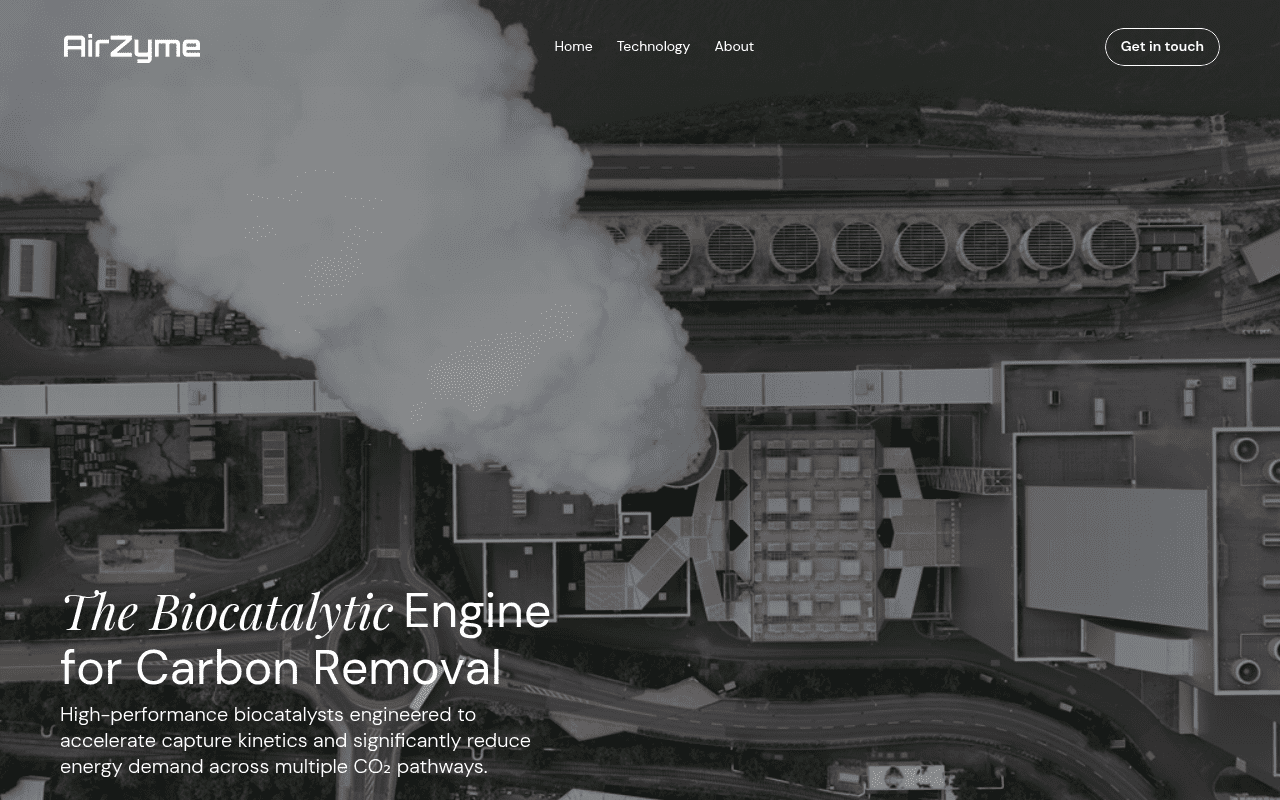 AirZyme
Home
Technology
About
Get in touch
The Biocatalytic Engine
for Carbon Removal
High-performance biocatalysts engineered to
accelerate capture kinetics and significantly reduce
energy demand across multiple CO₂ pathways.